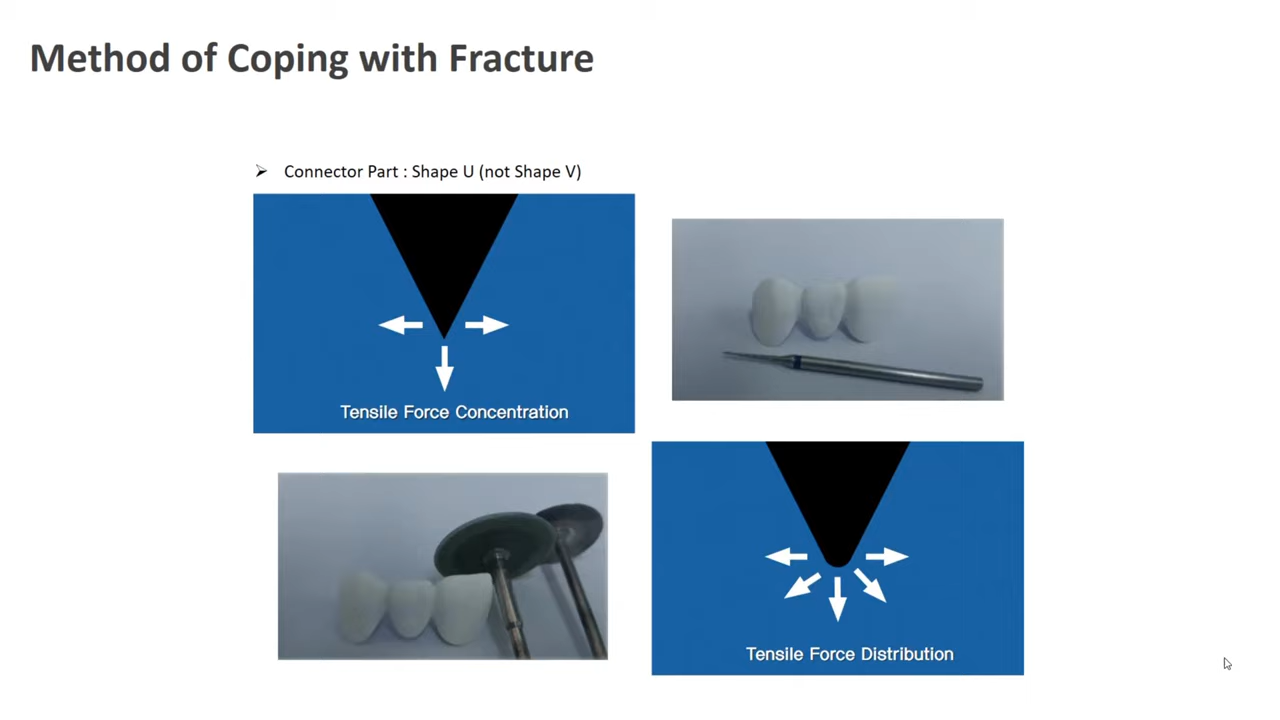 Method of Coping with Fracture
➢ Connector Part : Shape U (not Shape V)
Tensile Force Concentration
Tensile Force Distribution